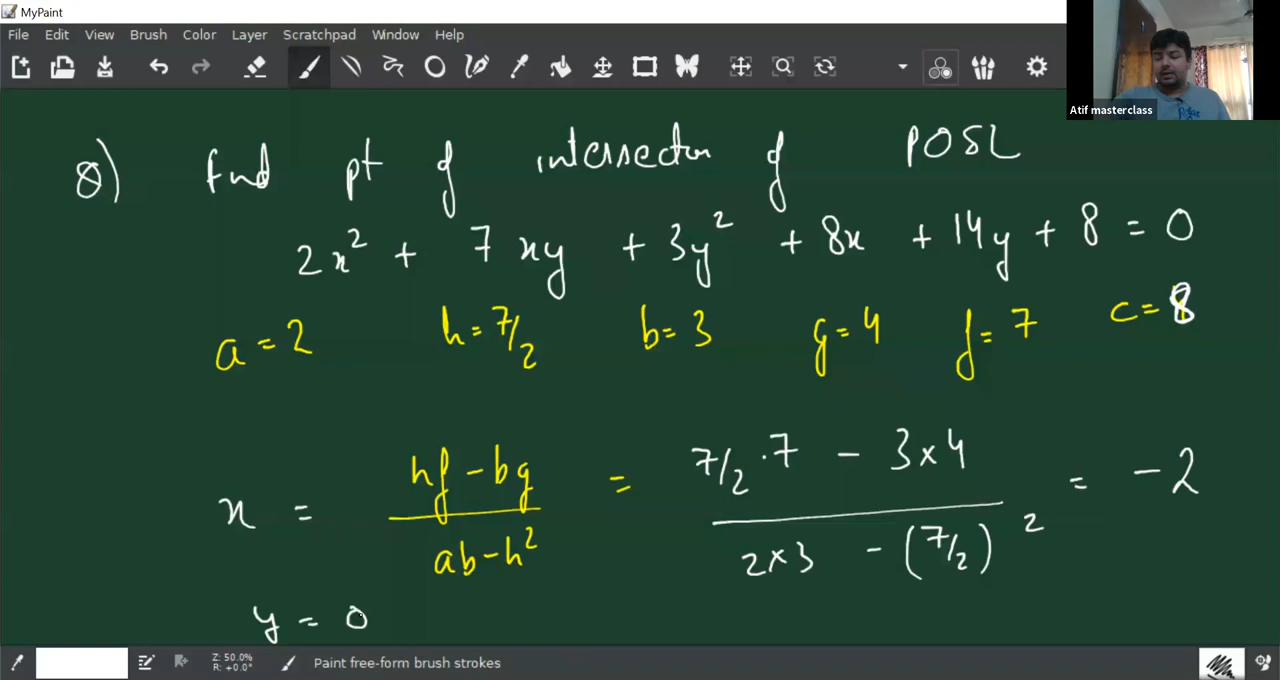 MyPaint
File Edit View Brush Color Layer Scratchpad Window Help
Atif masterclass
Q) Find pt of intersection of POSL
2x² + 7xy + 3y² + 8x + 14y + 8 = 0
a = 2 h = 7/2 b = 3 g = 4 f = 7 c = 8
x = (hf - bg)/(ab - h²) = (7/2 · 7 - 3 x 4)/(2 x 3 - (7/2)²) = -2
y = 0
Z: 50.0%
R: +0.0°
Paint free-form brush strokes